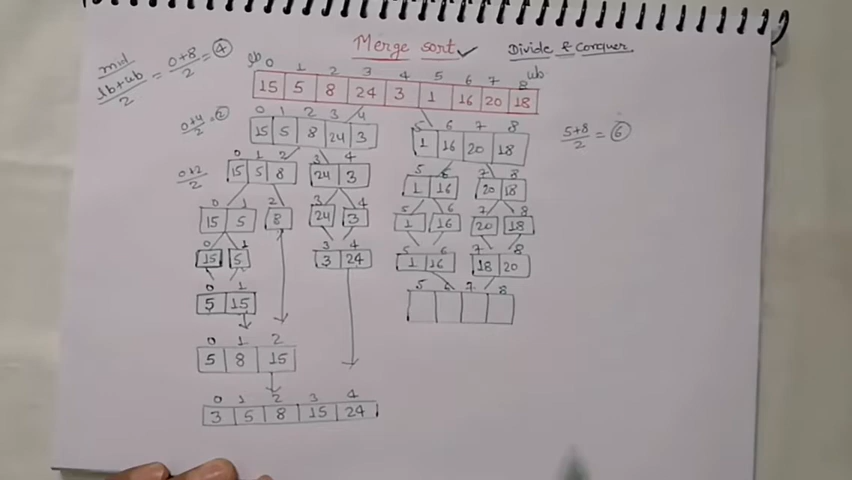 Merge sort ✓ Divide & Conquer
mid
lb+ub/2 = 0+8/2 = 4
lb 0 1 2 3 4 5 6 7 8 ub
15 5 8 24 3 1 16 20 18
0+4/2 = 2
0 1 2 3 4
15 5 8 24 3
5 6 7 8
1 16 20 18
5+8/2 = 6
0+2/2
0 1 2 3 4
15 5 8 24 3
5 6 7 8
1 16 20 18
0 1 2 3 4 5 6 7 8
15 5 8 24 3 1 16 20 18
0 1 3 4 5 6 7 8
15 5 3 24 1 16 18 20
0 1 5 6 7 8
5 15
0 1 2
5 8 15
0 1 2 3 4
3 5 8 15 24